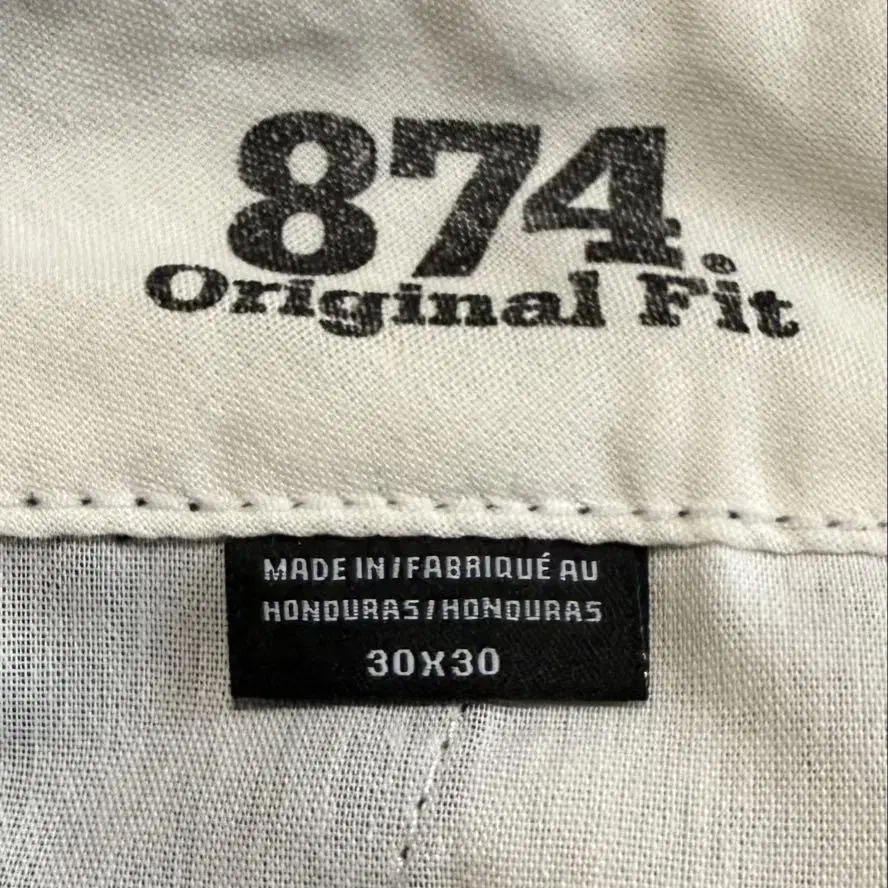 874
Original Fit®
MADE IN/FABRIQUÉ AU
HONDURAS/HONDURAS
30X30